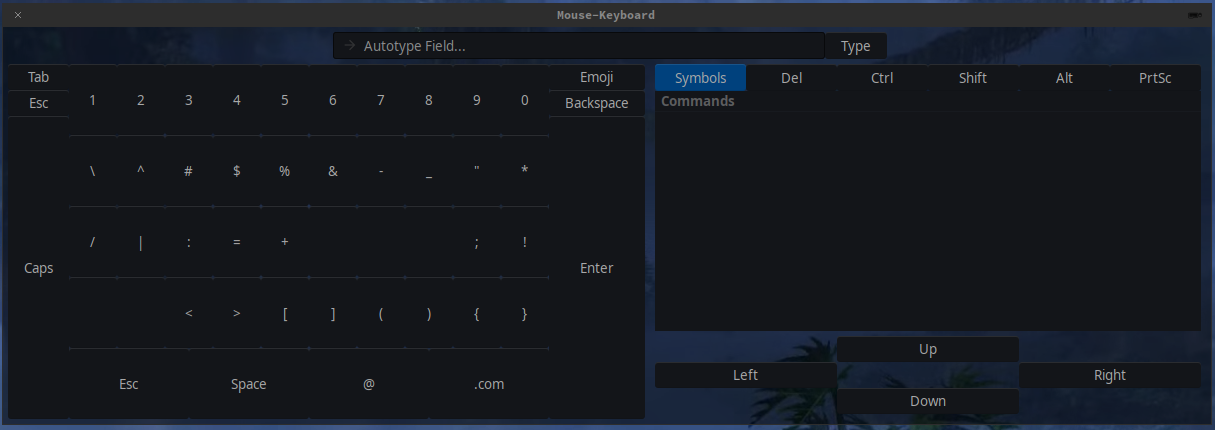 Mouse-Keyboard
Autotype Field... Type
Tab Emoji Symbols Del Ctrl Shift Alt PrtSc
Esc 1 2 3 4 5 6 7 8 9 0 Backspace Commands
\ ^ # $ % & - _ " *
/ | : = + ; !
Caps Enter
< > [ ] ( ) { }
Up
Left Right
Esc Space @ .com
Down